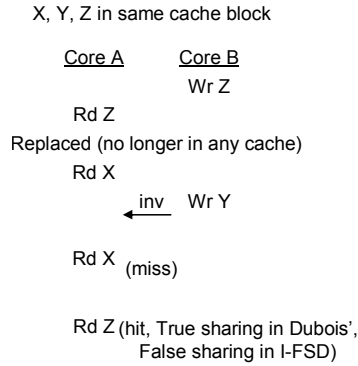 X, Y, Z in same cache block
Core A Core B
Wr Z
Rd Z
Replaced (no longer in any cache)
Rd X
inv Wr Y
Rd X (miss)
Rd Z (hit, True sharing in Dubois',
False sharing in I-FSD)